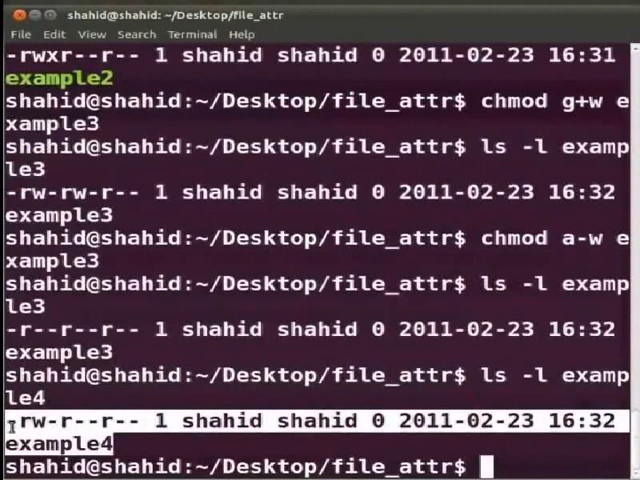 shahid@shahid: ~/Desktop/file_attr
File Edit View Search Terminal Help
-rwxr--r-- 1 shahid shahid 0 2011-02-23 16:31
example2
shahid@shahid:~/Desktop/file_attr$ chmod g+w e
xample3
shahid@shahid:~/Desktop/file_attr$ ls -l examp
le3
-rw-rw-r-- 1 shahid shahid 0 2011-02-23 16:32
example3
shahid@shahid:~/Desktop/file_attr$ chmod a-w e
xample3
shahid@shahid:~/Desktop/file_attr$ ls -l examp
le3
-r--r--r-- 1 shahid shahid 0 2011-02-23 16:32
example3
shahid@shahid:~/Desktop/file_attr$ ls -l examp
le4
-rw-r--r-- 1 shahid shahid 0 2011-02-23 16:32
example4
shahid@shahid:~/Desktop/file_attr$